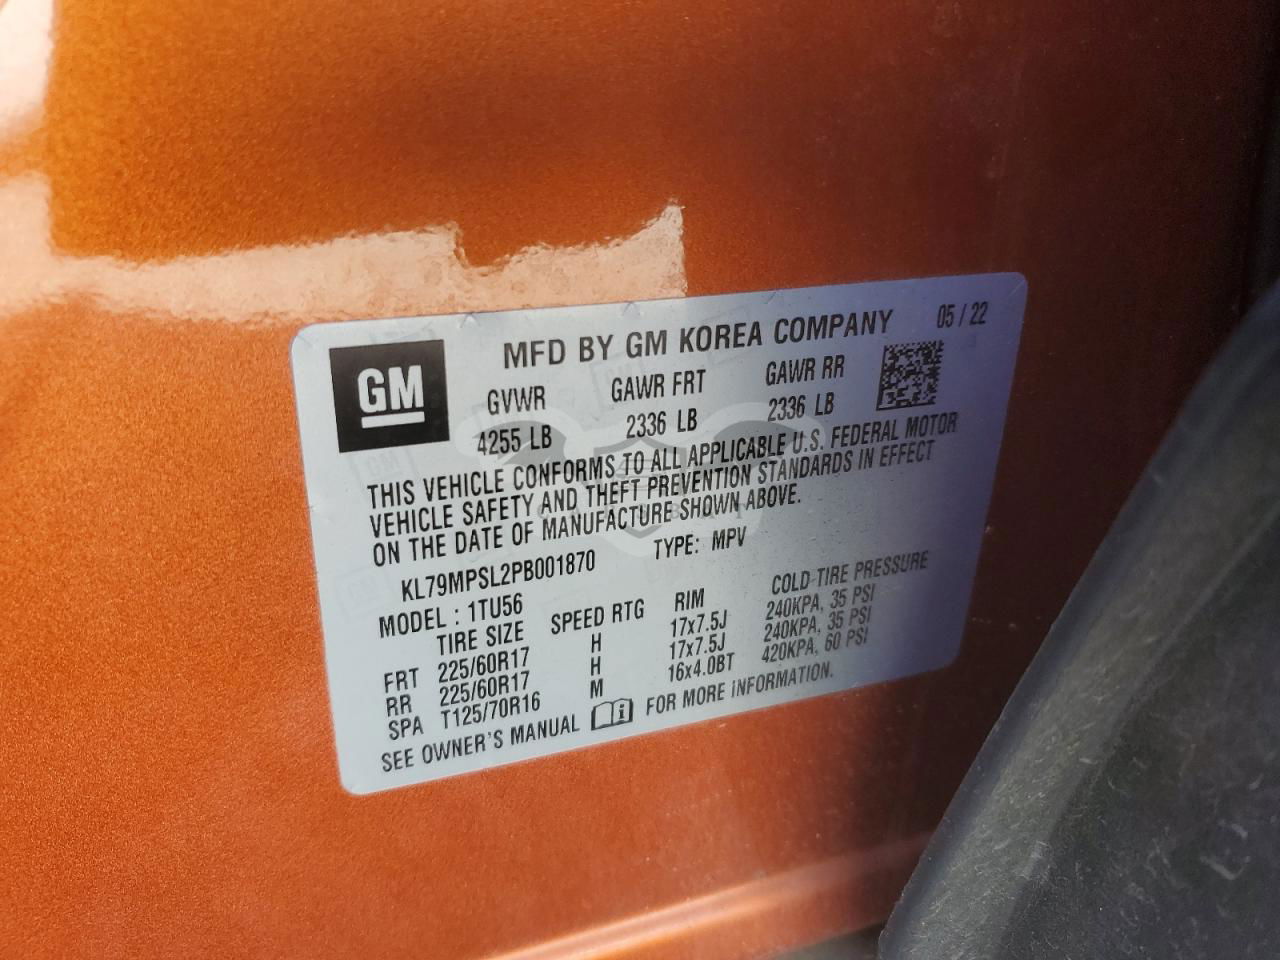 GM
MFD BY GM KOREA COMPANY 05 / 22
GVWR GAWR FRT GAWR RR
4255 LB 2336 LB 2336 LB
THIS VEHICLE CONFORMS TO ALL APPLICABLE U.S. FEDERAL MOTOR
VEHICLE SAFETY AND THEFT PREVENTION STANDARDS IN EFFECT
ON THE DATE OF MANUFACTURE SHOWN ABOVE.
KL79MPSL2PB001870 TYPE: MPV
MODEL : 1TU56
TIRE SIZE SPEED RTG RIM COLD TIRE PRESSURE
FRT 225/60R17 H 17x7.5J 240KPA, 35 PSI
RR 225/60R17 H 17x7.5J 240KPA, 35 PSI
SPA T125/70R16 M 16x4.0BT 420KPA, 60 PSI
SEE OWNER'S MANUAL FOR MORE INFORMATION.